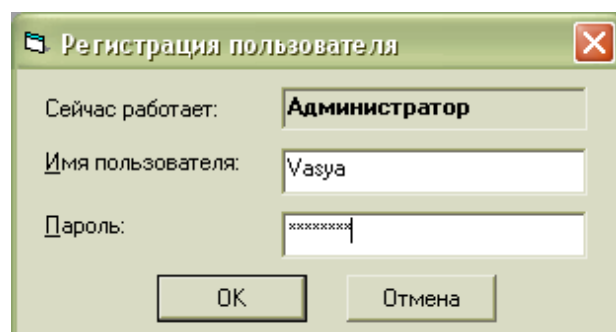 Регистрация пользователя
Сейчас работает: Администратор
Имя пользователя: Vasya
Пароль: ********
OK Отмена